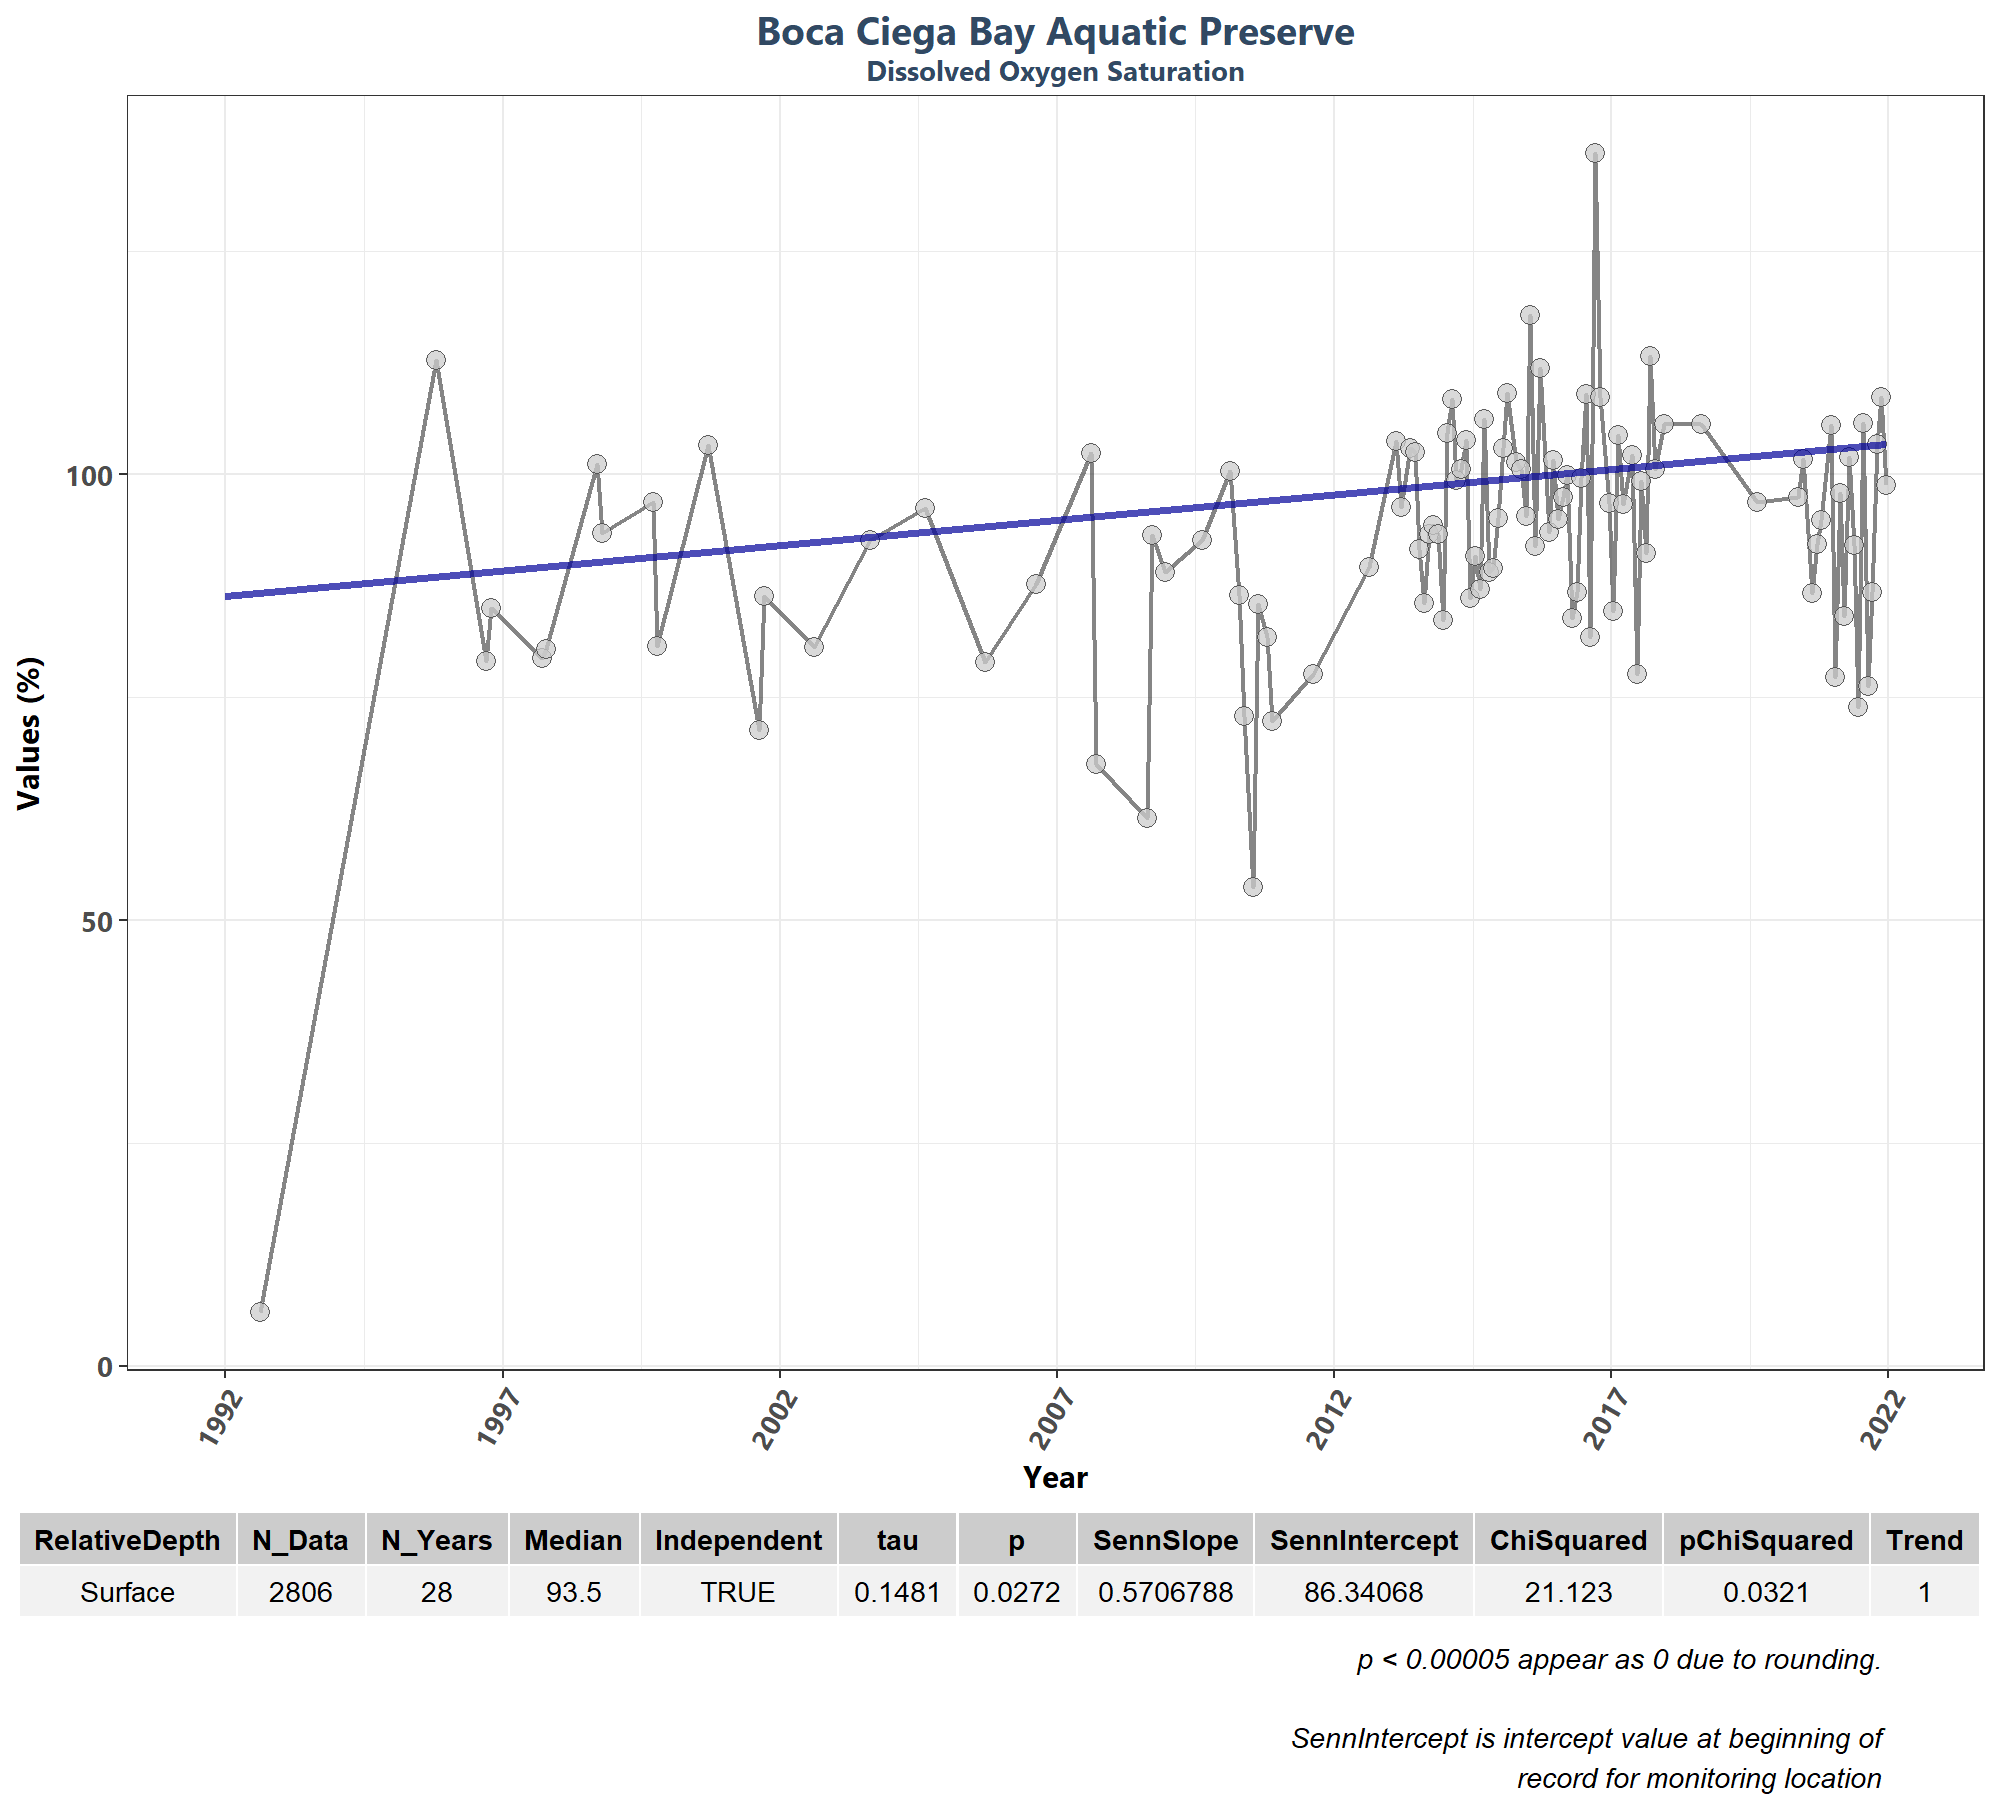 Boca Ciega Bay Aquatic Preserve
Dissolved Oxygen Saturation
Values (%)
100
50
0
1992 1997 2002 2007 2012 2017 2022
Year
RelativeDepth N_Data N_Years Median Independent tau p SennSlope SennIntercept ChiSquared pChiSquared Trend
Surface 2806 28 93.5 TRUE 0.1481 0.0272 0.5706788 86.34068 21.123 0.0321 1
p < 0.00005 appear as 0 due to rounding.
SennIntercept is intercept value at beginning of
record for monitoring location